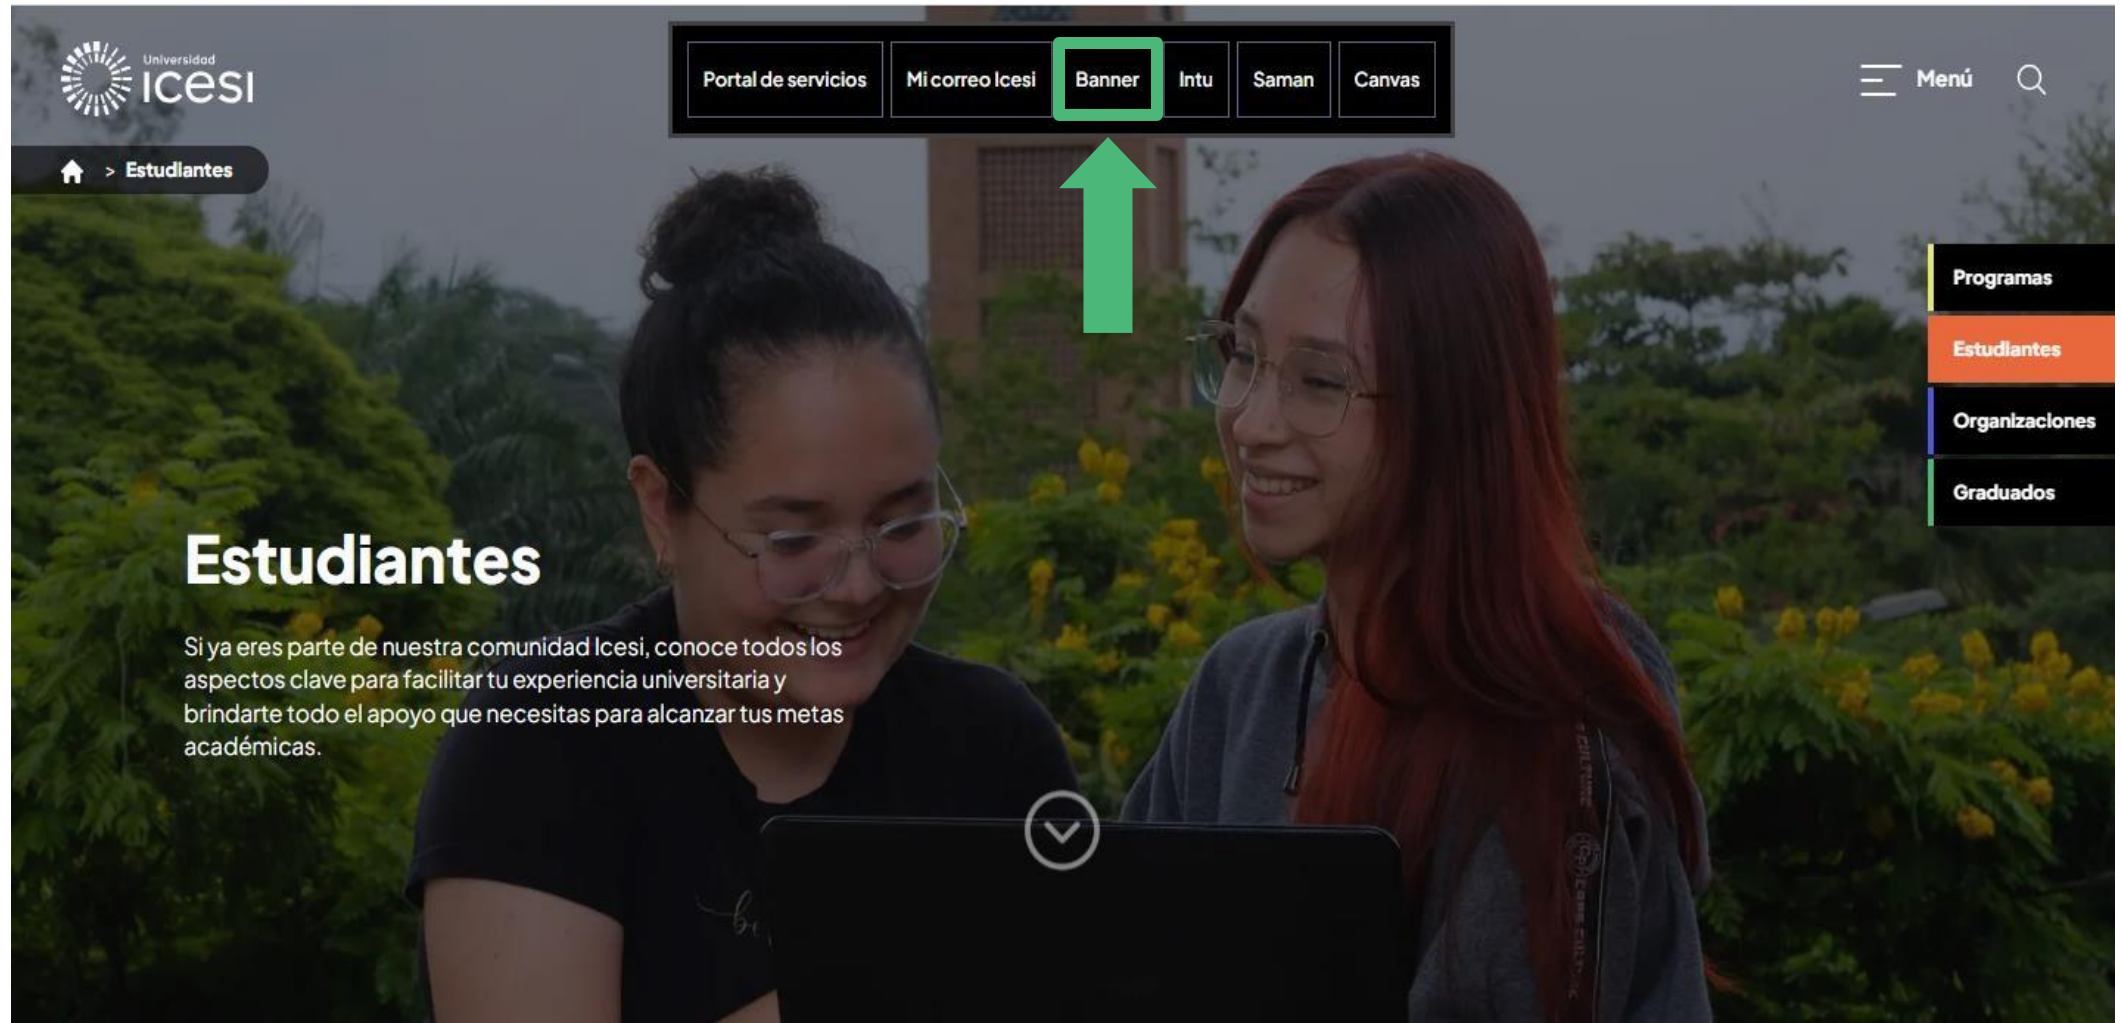 Universidad
icesi
Portal de servicios
Mi correo Icesi
Banner
Intu
Saman
Canvas
Menú
> Estudiantes
Programas
Estudiantes
Organizaciones
Graduados
Estudiantes
Si ya eres parte de nuestra comunidad Icesi, conoce todos los
aspectos clave para facilitar tu experiencia universitaria y
brindarte todo el apoyo que necesitas para alcanzar tus metas
académicas.